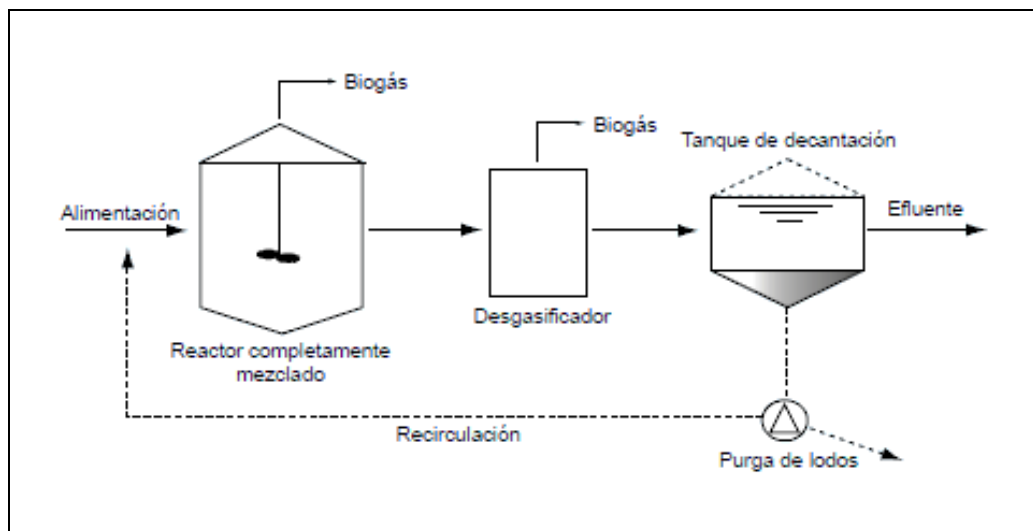 Biogás
Biogás
Tanque de decantación
Alimentación
Efluente
Desgasificador
Reactor completamente
mezclado
Recirculación
Purga de lodos